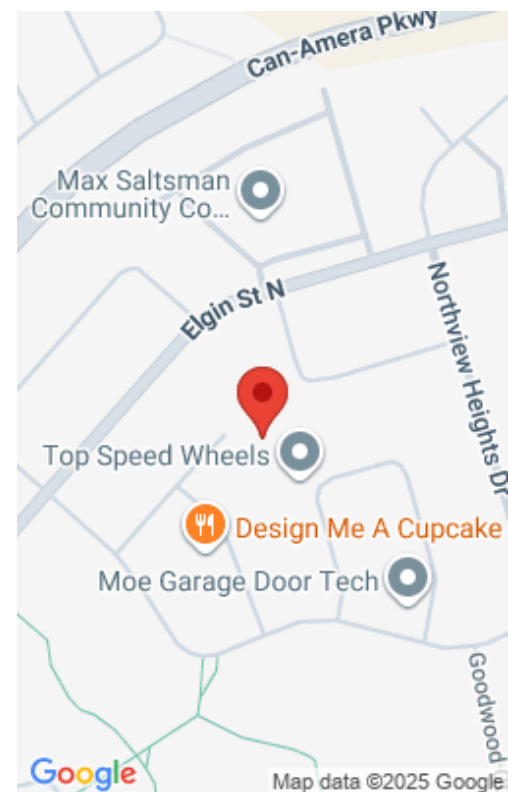 Can-Amera Pkwy
Max Saltsman
Community Co...
Elgin St N
Northview Heights Dr
Top Speed Wheels
Design Me A Cupcake
Moe Garage Door Tech
Goodwood
Google
Map data ©2025 Google